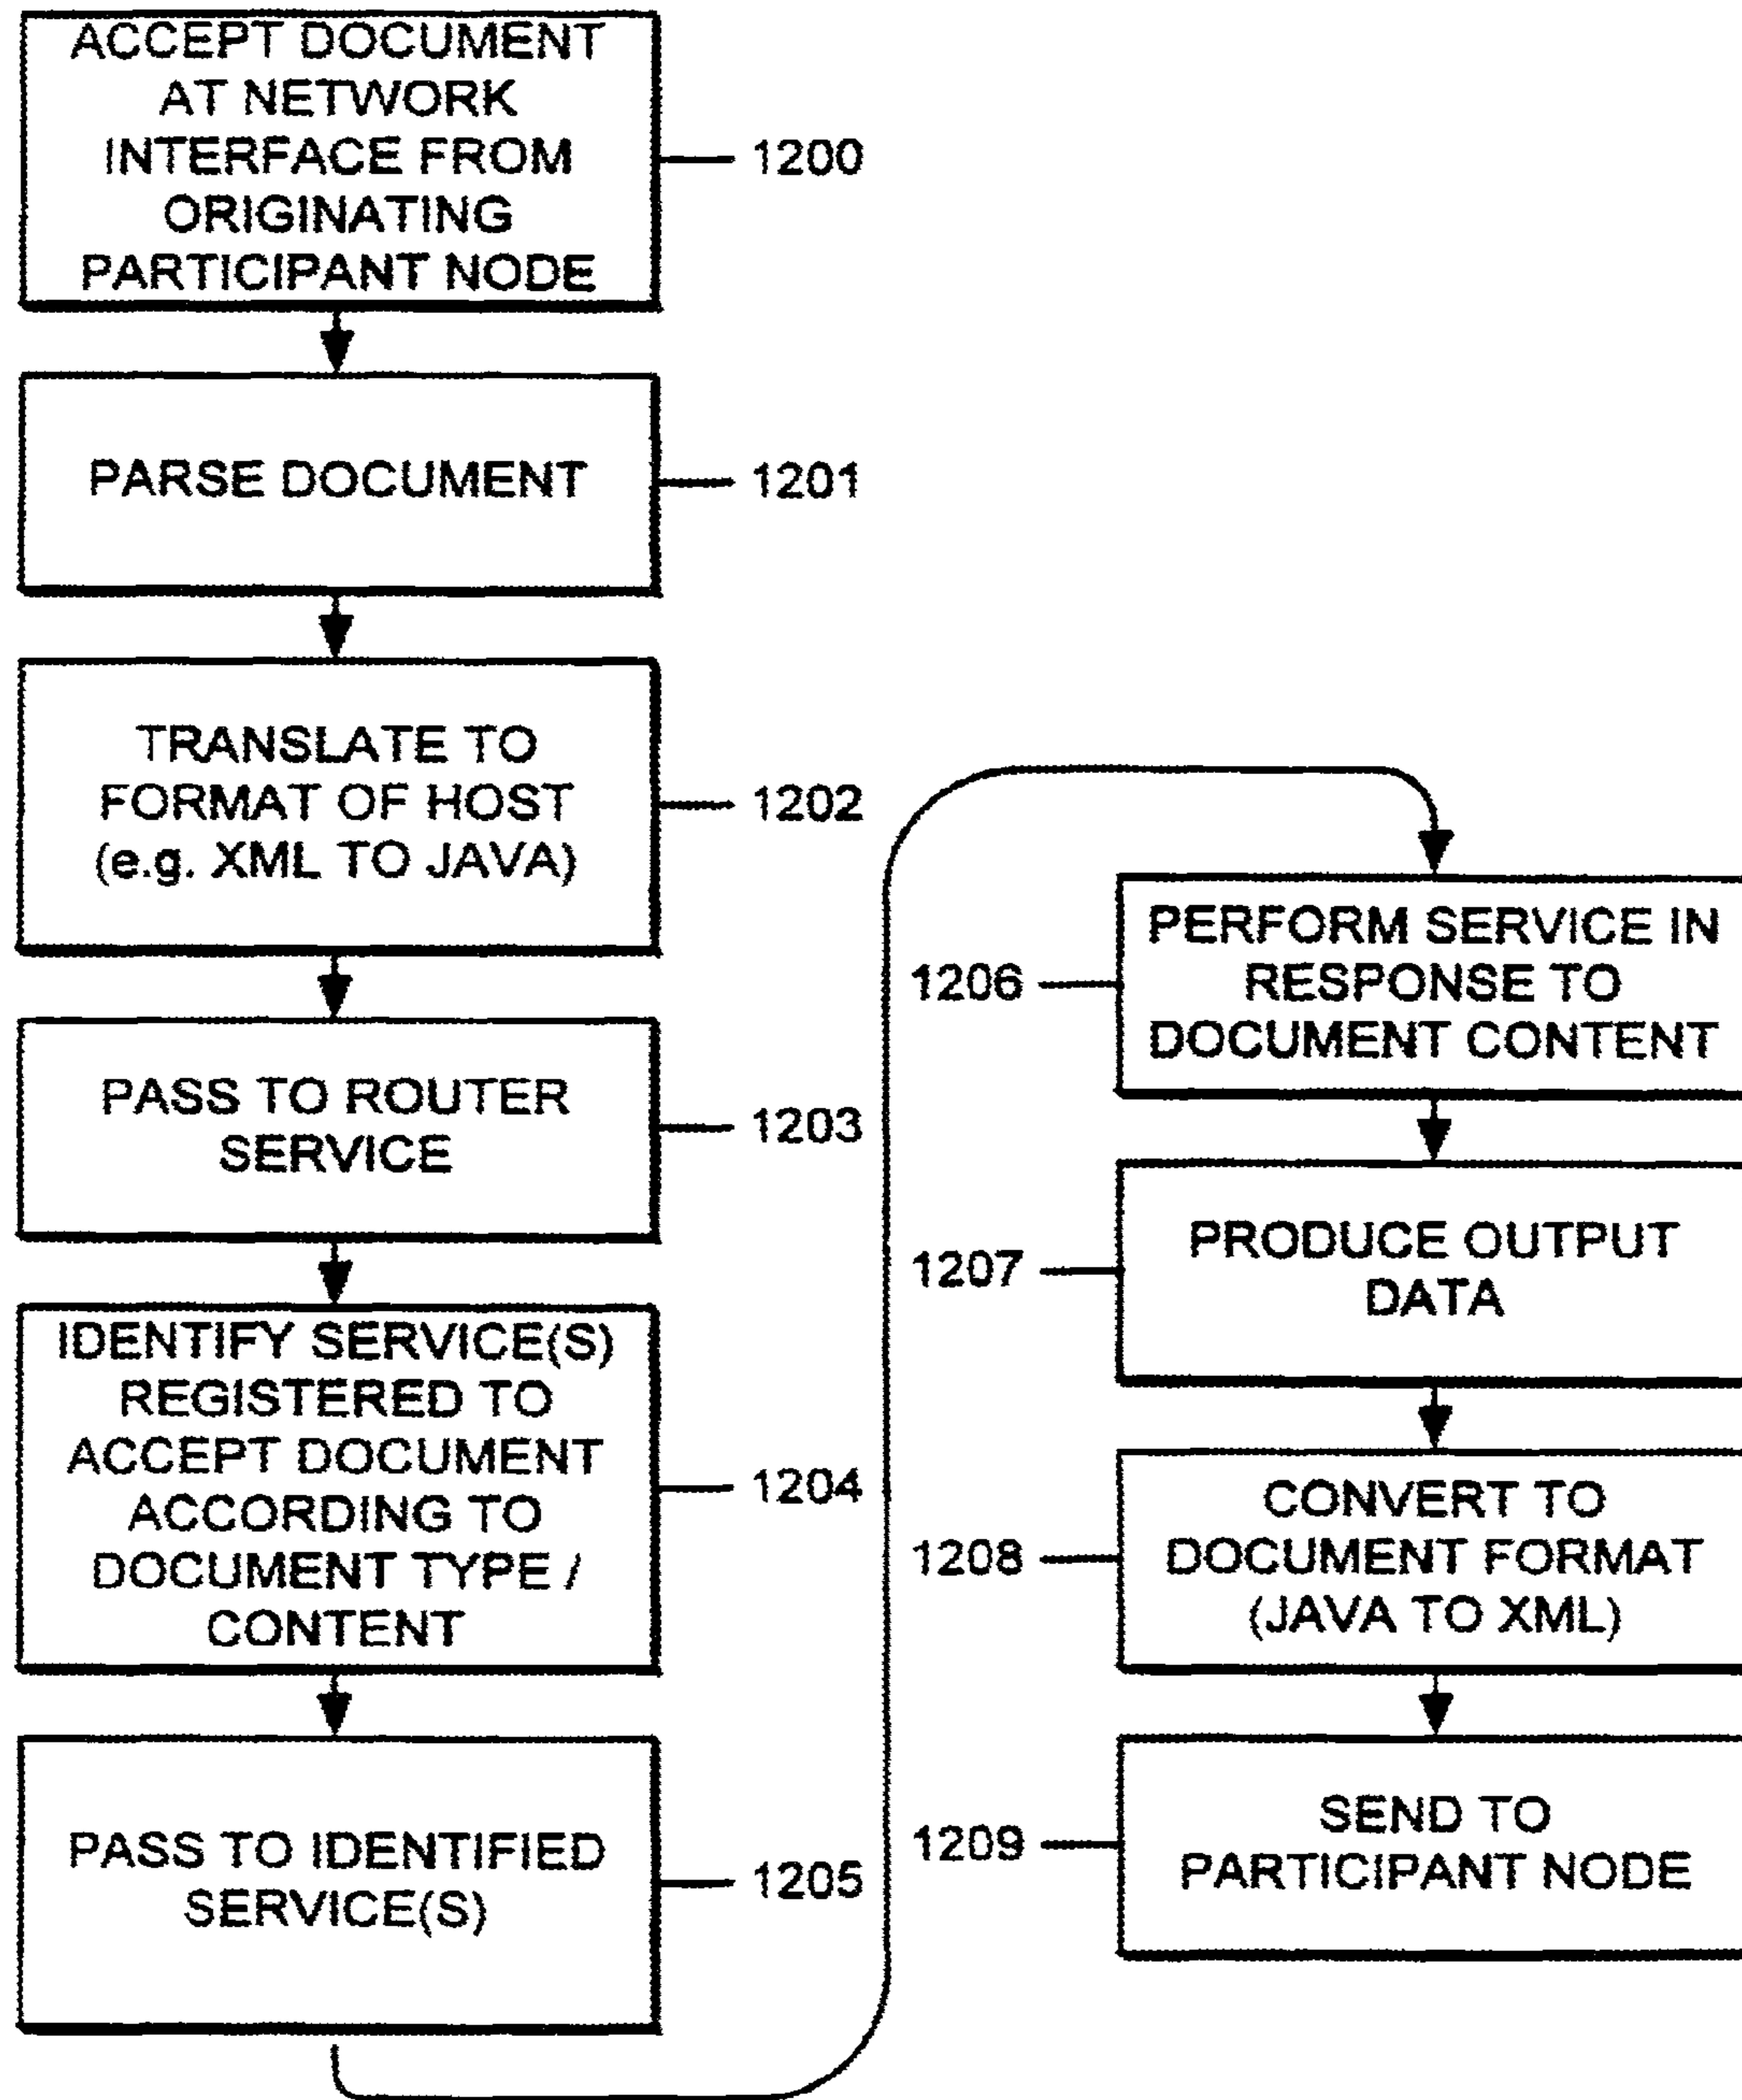 ACCEPT DOCUMENT
AT NETWORK
INTERFACE FROM
ORIGINATING
PARTICIPANT NODE
1200
PARSE DOCUMENT
1201
TRANSLATE TO
FORMAT OF HOST
(e.g. XML TO JAVA)
1202
PASS TO ROUTER
SERVICE
1203
IDENTIFY SERVICE(S)
REGISTERED TO
ACCEPT DOCUMENT
ACCORDING TO
DOCUMENT TYPE /
CONTENT
1204
PASS TO IDENTIFIED
SERVICE(S)
1205
PERFORM SERVICE IN
RESPONSE TO
DOCUMENT CONTENT
1206
PRODUCE OUTPUT
DATA
1207
CONVERT TO
DOCUMENT FORMAT
(JAVA TO XML)
1208
SEND TO
PARTICIPANT NODE
1209